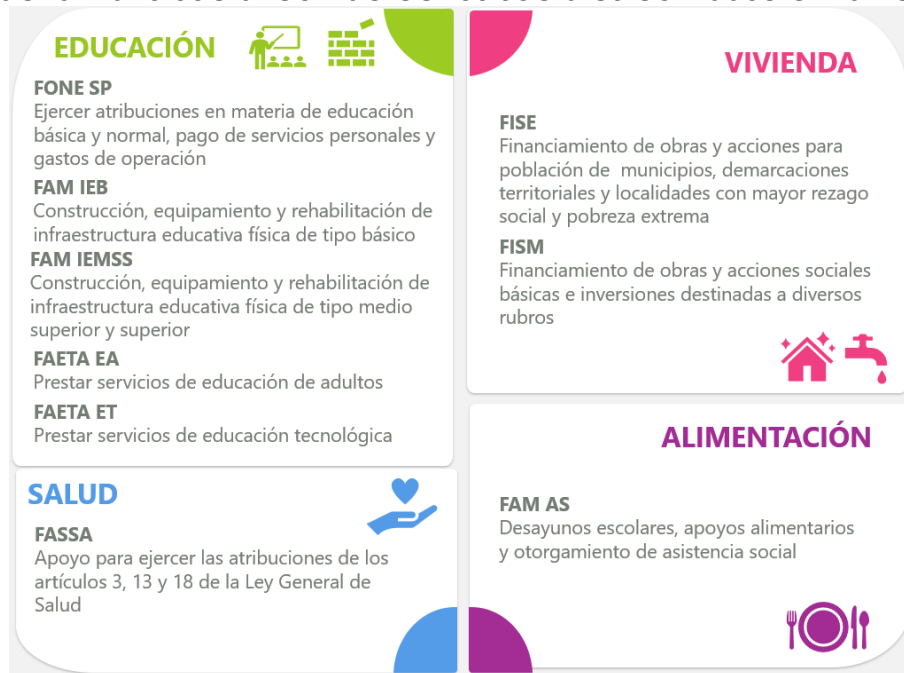 EDUCACIÓN
FONE SP
Ejercer atribuciones en materia de educación
básica y normal, pago de servicios personales y
gastos de operación
FAM IEB
Construcción, equipamiento y rehabilitación de
infraestructura educativa física de tipo básico
FAM IEMSS
Construcción, equipamiento y rehabilitación de
infraestructura educativa física de tipo medio
superior y superior
FAETA EA
Prestar servicios de educación de adultos
FAETA ET
Prestar servicios de educación tecnológica
VIVIENDA
FISE
Financiamiento de obras y acciones para
población de municipios, demarcaciones
territoriales y localidades con mayor rezago
social y pobreza extrema
FISM
Financiamiento de obras y acciones sociales
básicas e inversiones destinadas a diversos
rubros
SALUD
FASSA
Apoyo para ejercer las atribuciones de los
artículos 3, 13 y 18 de la Ley General de
Salud
ALIMENTACIÓN
FAM AS
Desayunos escolares, apoyos alimentarios
y otorgamiento de asistencia social